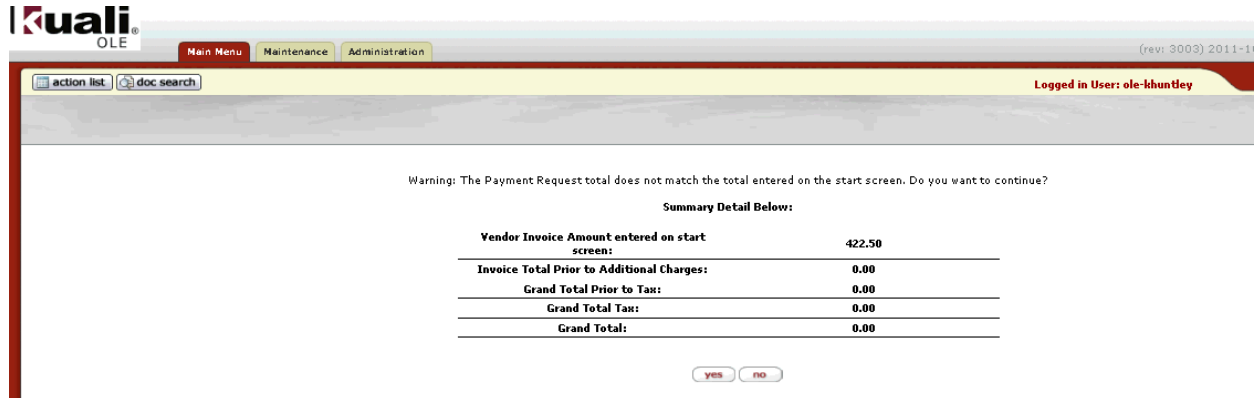 Kuali®
OLE
Main Menu Maintenance Administration
(rev: 3003) 2011-1
action list doc search
Logged in User: ole-khuntley
Warning: The Payment Request total does not match the total entered on the start screen. Do you want to continue?
Summary Detail Below:
Vendor Invoice Amount entered on start
screen: 422.50
Invoice Total Prior to Additional Charges: 0.00
Grand Total Prior to Tax: 0.00
Grand Total Tax: 0.00
Grand Total: 0.00
yes no